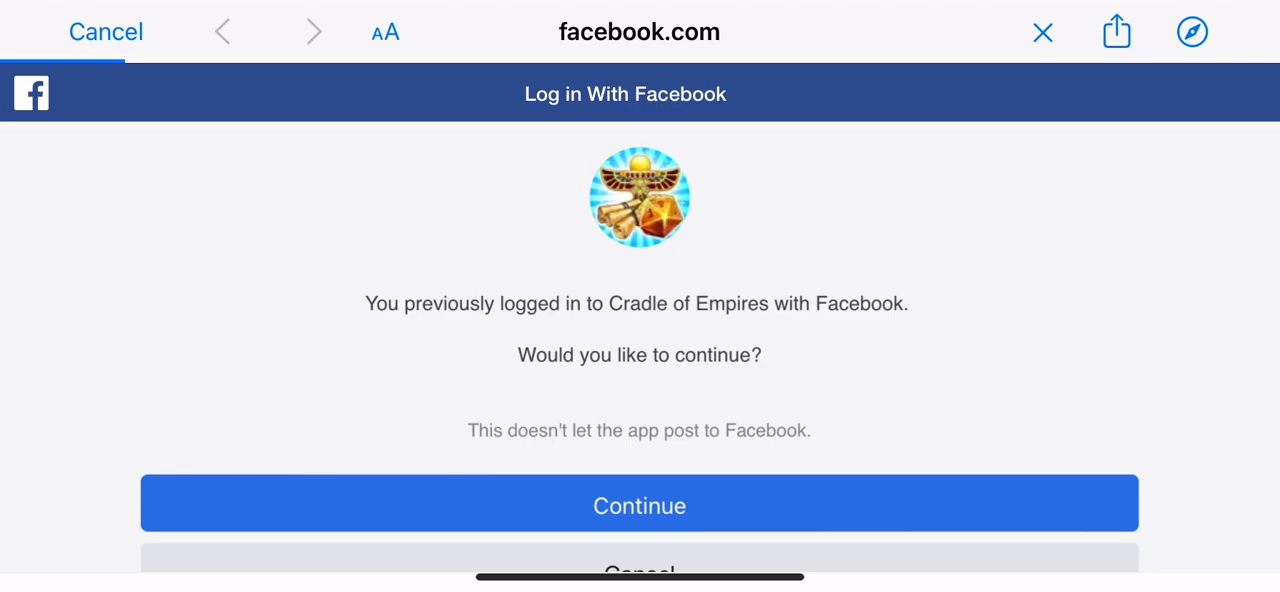 Cancel AA facebook.com
Log in With Facebook
You previously logged in to Cradle of Empires with Facebook.
Would you like to continue?
This doesn't let the app post to Facebook.
Continue
Cancel